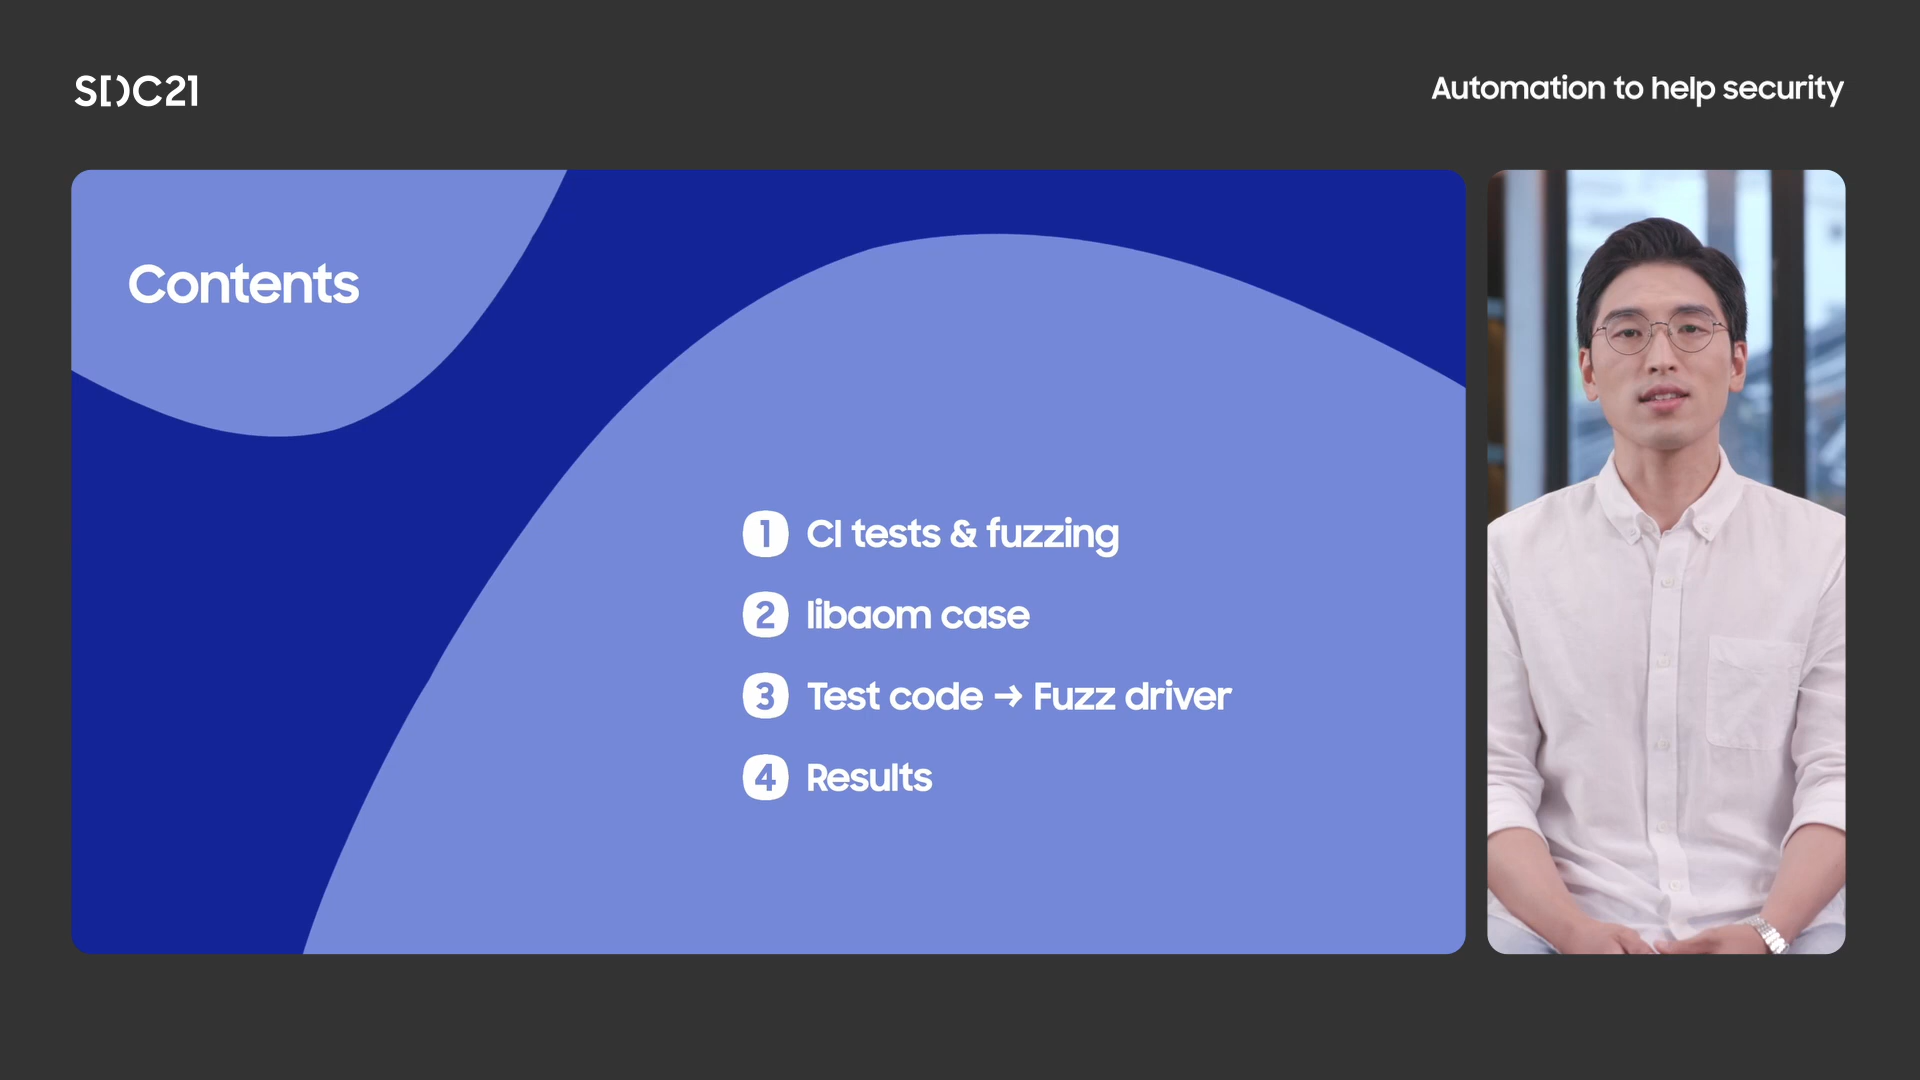 SDC21
Automation to help security
Contents
1 CI tests & fuzzing
2 libaom case
3 Test code → Fuzz driver
4 Results